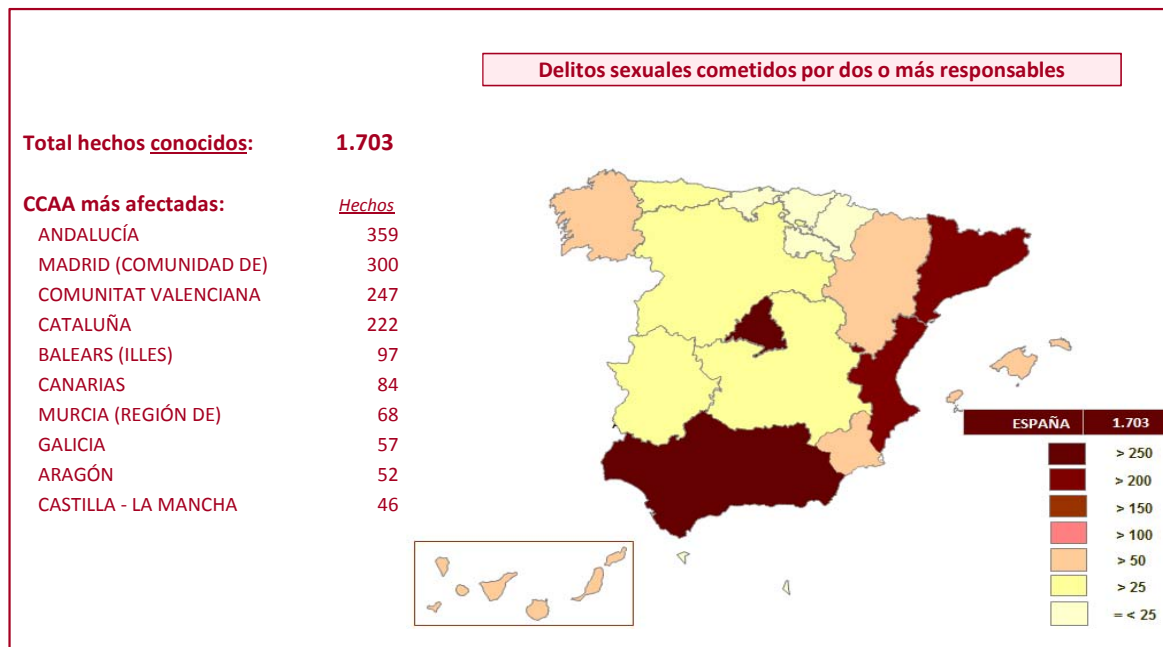 Delitos sexuales cometidos por dos o más responsables
Total hechos conocidos: 1.703
CCAA más afectadas: Hechos
ANDALUCÍA 359
MADRID (COMUNIDAD DE) 300
COMUNITAT VALENCIANA 247
CATALUÑA 222
BALEARS (ILLES) 97
CANARIAS 84
MURCIA (REGIÓN DE) 68
GALICIA 57
ARAGÓN 52
CASTILLA - LA MANCHA 46
ESPAÑA 1.703
> 250
> 200
> 150
> 100
> 50
> 25
= < 25